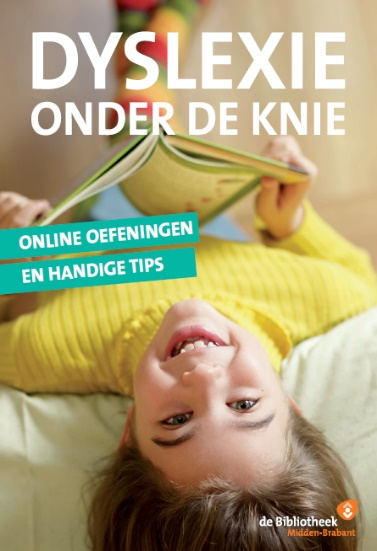 DYSLEXIE
ONDER DE KNIE
ONLINE OEFENINGEN
EN HANDIGE TIPS
de Bibliotheek
Midden-Brabant